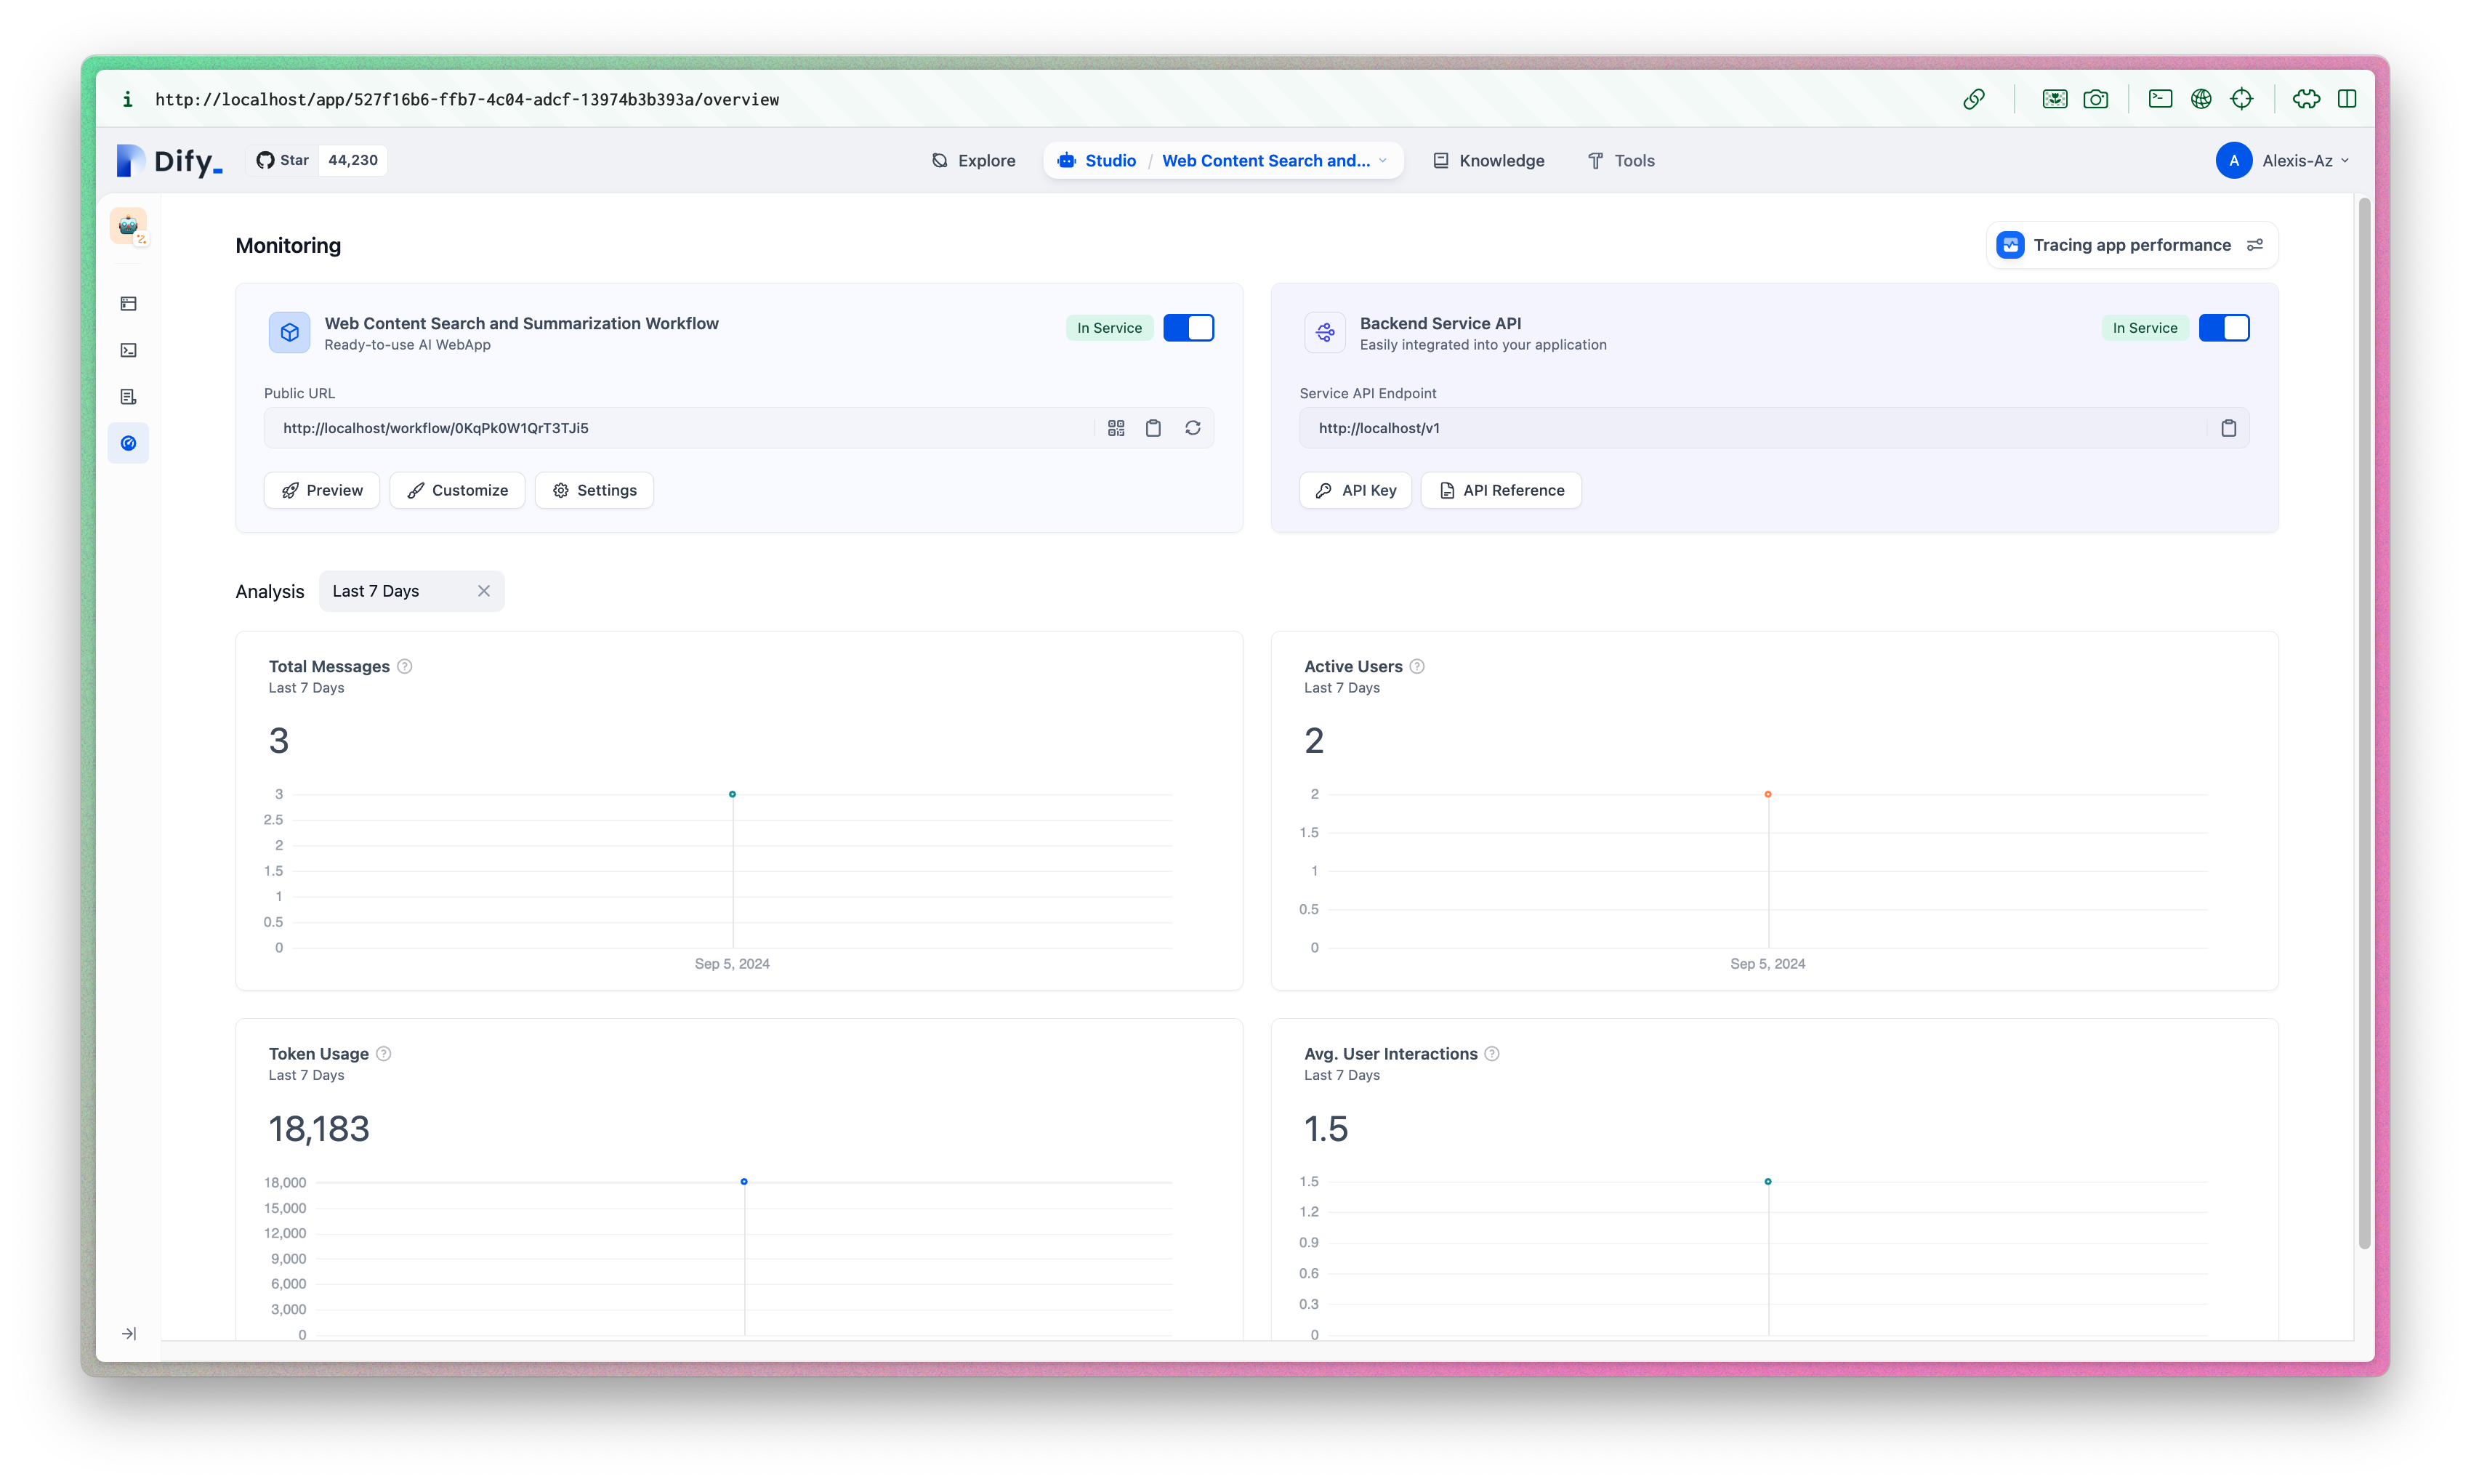 i http://localhost/app/527f16b6-ffb7-4c04-adcf-13974b3b393a/overview
Dify_ Star 44,230 Explore Studio / Web Content Search and... Knowledge Tools A Alexis-Az
Monitoring
Tracing app performance
Web Content Search and Summarization Workflow
Ready-to-use AI WebApp
In Service
Public URL
http://localhost/workflow/0KqPk0W1QrT3TJi5
Preview Customize Settings
Backend Service API
Easily integrated into your application
In Service
Service API Endpoint
http://localhost/v1
API Key API Reference
Analysis Last 7 Days
Total Messages
Last 7 Days
3
3
2.5
2
1.5
1
0.5
0
Sep 5, 2024
Active Users
Last 7 Days
2
2
1.5
1
0.5
0
Sep 5, 2024
Token Usage
Last 7 Days
18,183
18,000
15,000
12,000
9,000
6,000
3,000
0
Avg. User Interactions
Last 7 Days
1.5
1.5
1.2
0.9
0.6
0.3
0